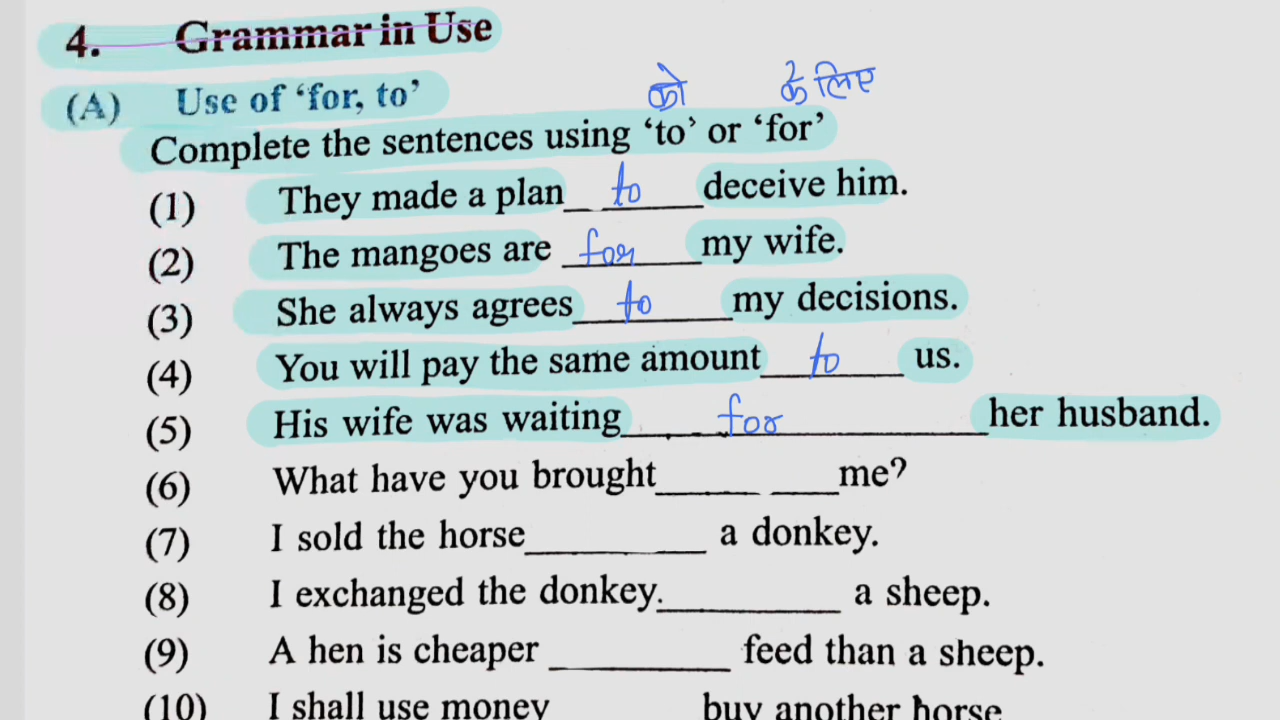 4. Grammar in Use
(A) Use of ‘for, to’
को के लिए
Complete the sentences using ‘to’ or ‘for’
(1) They made a plan to deceive him.
(2) The mangoes are for my wife.
(3) She always agrees to my decisions.
(4) You will pay the same amount to us.
(5) His wife was waiting for her husband.
(6) What have you brought ______ me?
(7) I sold the horse ______ a donkey.
(8) I exchanged the donkey. ______ a sheep.
(9) A hen is cheaper ______ feed than a sheep.
(10) I shall use money buy another horse